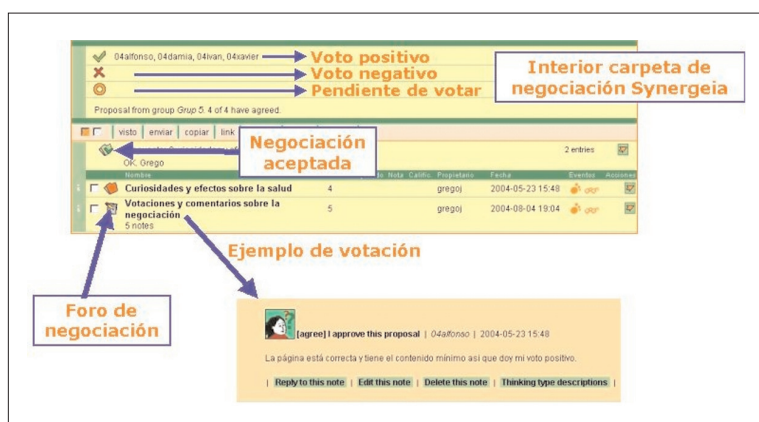 04alfonso, 04damia, 04ivan, 04xavier
Voto positivo
Voto negativo
Pendiente de votar
Interior carpeta de
negociación Synergeia
Proposal from group Grup 5. 4 of 4 have agreed.
visto | enviar | copiar | link
Negociación
aceptada
2 entries
OK, Grego
Nombre Nota Calific. Propietario Fecha Eventos Acciones
Curiosidades y efectos sobre la salud 4 gregoj 2004-05-23 15:48
Votaciones y comentarios sobre la
negociación 5 gregoj 2004-08-04 19:04
5 notes
Ejemplo de votación
Foro de
negociación
[agree] I approve this proposal | 04alfonso | 2004-05-23 15:48
La página está correcta y tiene el contenido mínimo asi que doy mi voto positivo.
| Reply to this note | Edit this note | Delete this note | Thinking type descriptions |